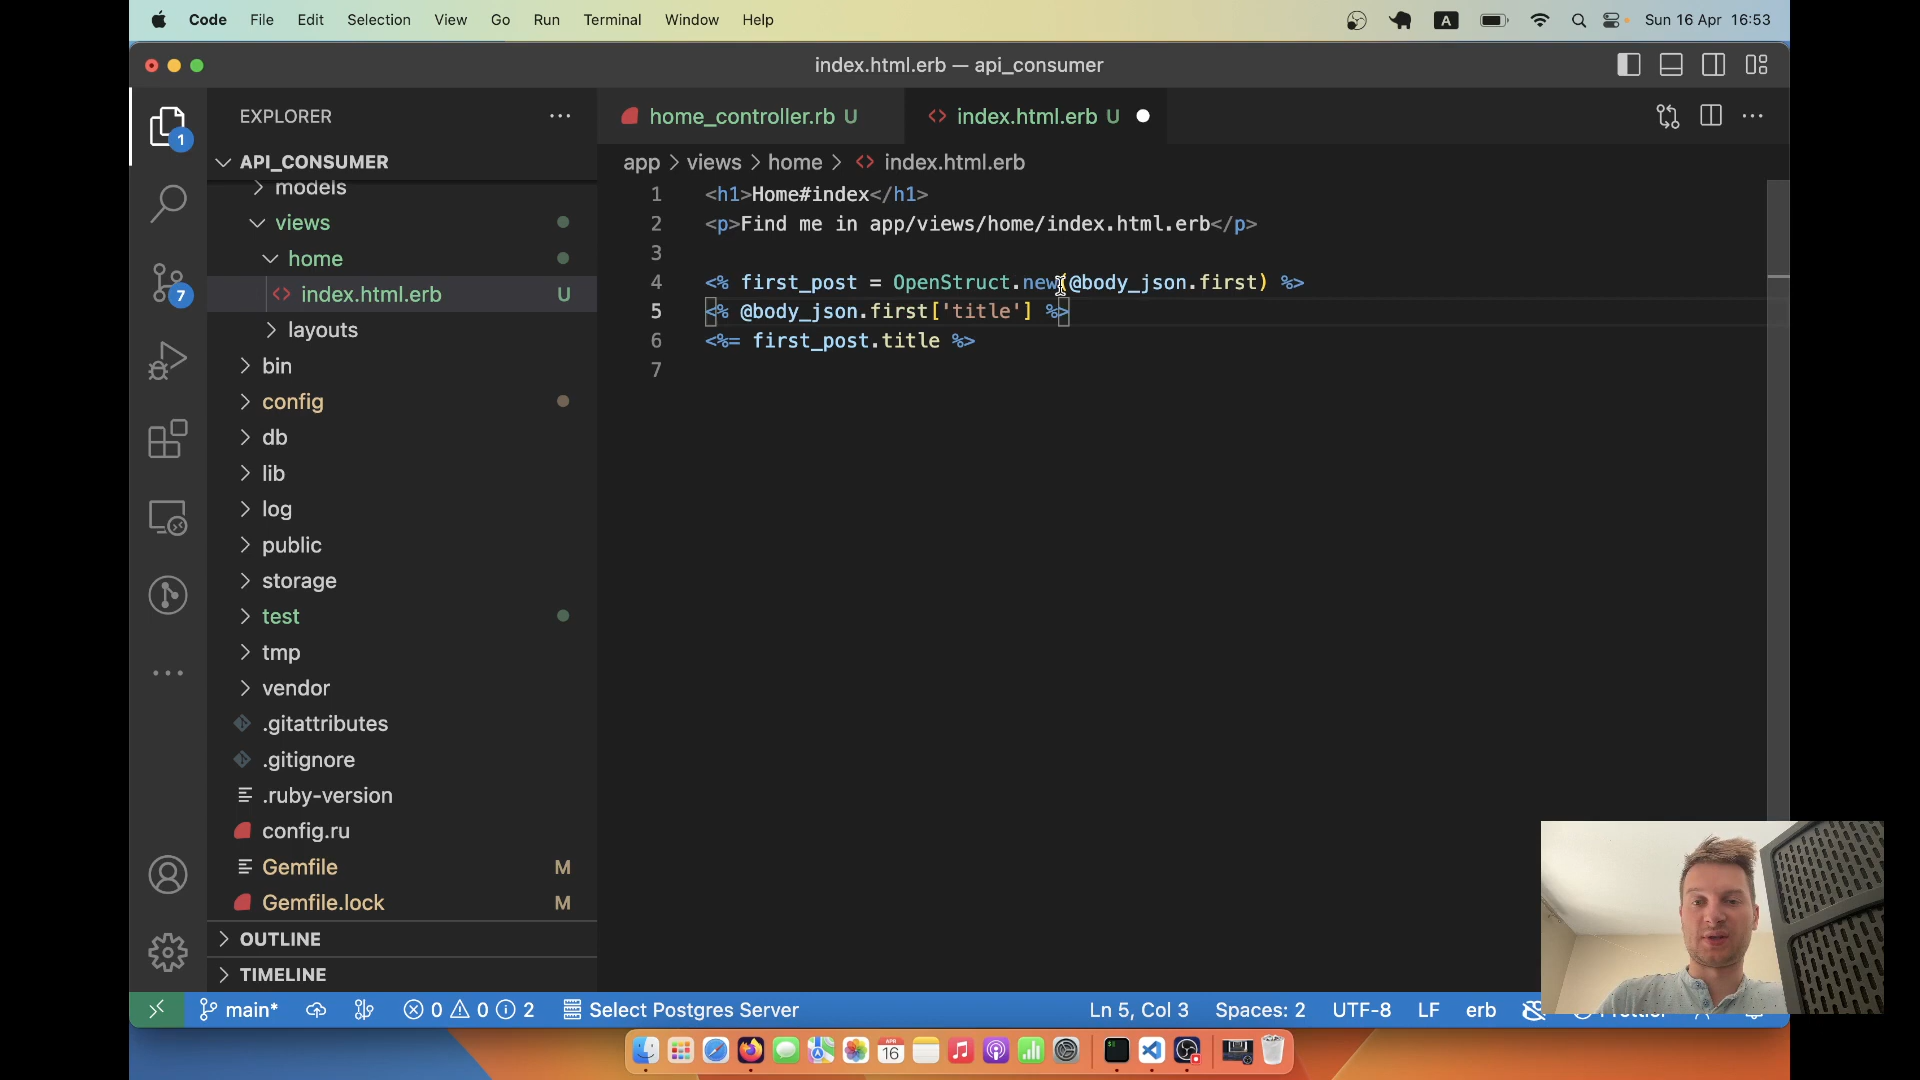 Code File Edit Selection View Go Run Terminal Window Help A Sun 16 Apr 16:53
index.html.erb — api_consumer
EXPLORER
home_controller.rb U
index.html.erb U
1
API_CONSUMER
app > views > home > index.html.erb
models
views
home
index.html.erb U
layouts
bin
config
db
lib
log
public
storage
test
tmp
vendor
.gitattributes
.gitignore
.ruby-version
config.ru
Gemfile M
Gemfile.lock M
OUTLINE
TIMELINE
7
1 <h1>Home#index</h1>
2 <p>Find me in app/views/home/index.html.erb</p>
3
4 <% first_post = OpenStruct.new(@body_json.first) %>
5 <% @body_json.first['title'] %>
6 <%= first_post.title %>
7
main* 0 0 2 Select Postgres Server Ln 5, Col 3 Spaces: 2 UTF-8 LF erb
APR
16